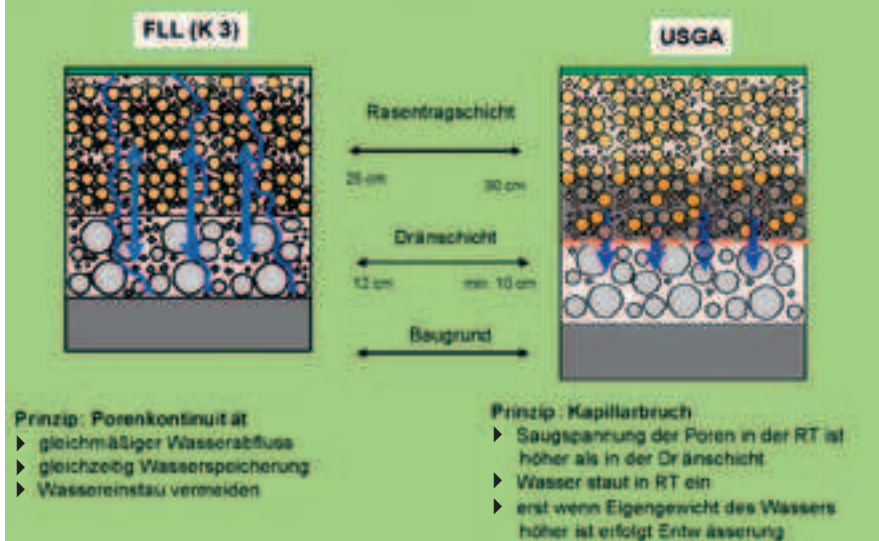 FLL (K 3)
USGA
Rasentragschicht
25 cm
30 cm
Dränschicht
12 cm
min. 10 cm
Baugrund
Prinzip: Porenkontinuität
gleichmäßiger Wasserabfluss
gleichzeitig Wasserspeicherung
Wassereinstau vermeiden
Prinzip: Kapillarbruch
Saugspannung der Poren in der RT ist
höher als in der Dränschicht
Wasser staut in RT ein
erst wenn Eigengewicht des Wassers
höher ist erfolgt Entwässerung